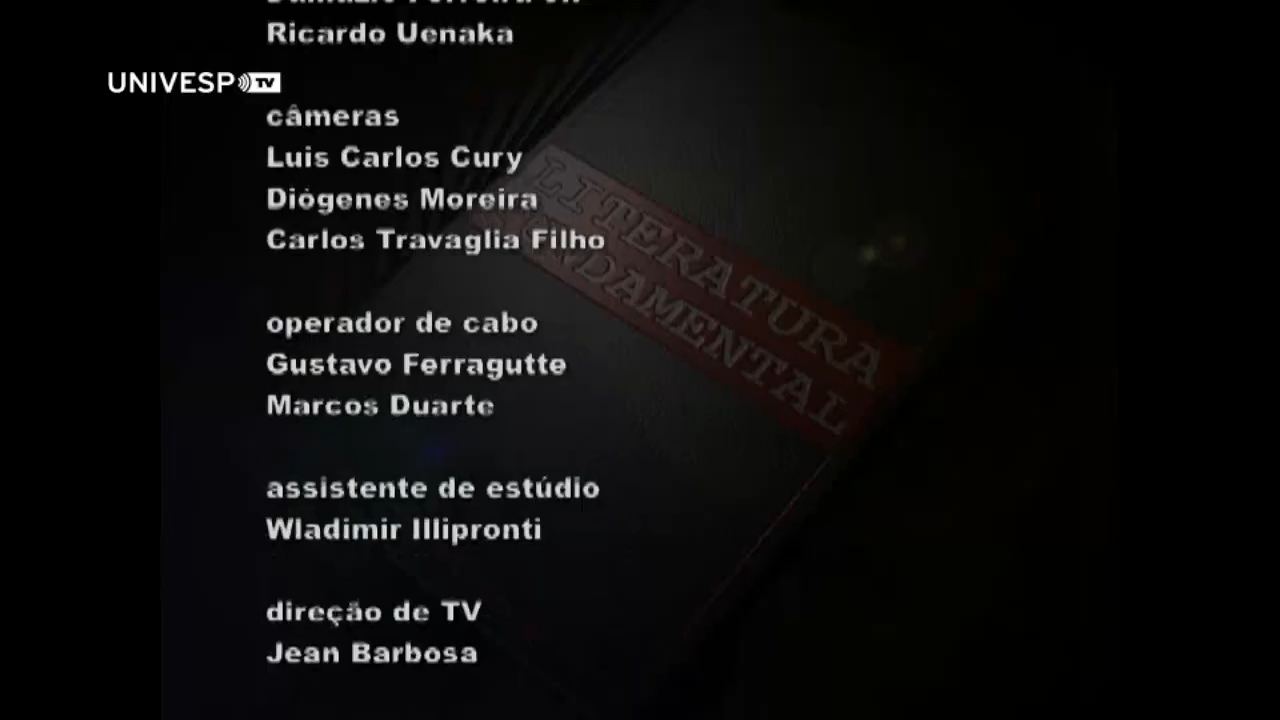 Ricardo Uenaka
UNIVESP TV
câmeras
Luis Carlos Cury
Diógenes Moreira
Carlos Travaglia Filho
LITERATURA
FUNDAMENTAL
operador de cabo
Gustavo Ferragutte
Marcos Duarte
assistente de estúdio
Wladimir Illipronti
direção de TV
Jean Barbosa